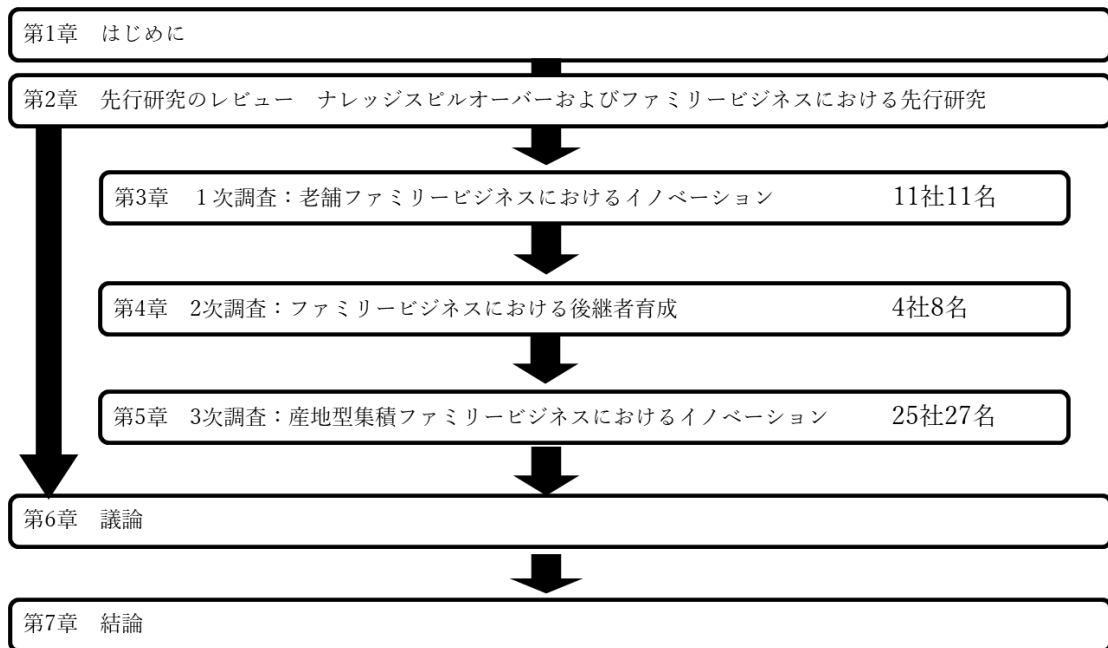 第1章　はじめに
第2章　先行研究のレビュー　ナレッジスピルオーバーおよびファミリービジネスにおける先行研究
第3章　１次調査：老舗ファミリービジネスにおけるイノベーション　11社11名
第4章　2次調査：ファミリービジネスにおける後継者育成　4社8名
第5章　3次調査：産地型集積ファミリービジネスにおけるイノベーション　25社27名
第6章　議論
第7章　結論